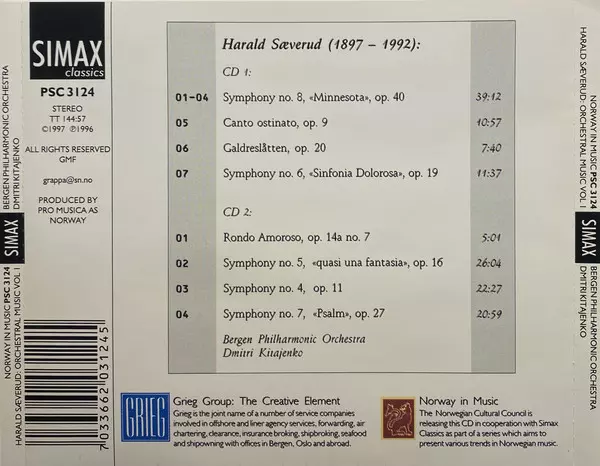 SIMAX
classics
PSC 3124
STEREO
TT 144:57
©1997 ℗1996
ALL RIGHTS RESERVED
GMF
grappa@sn.no
PRODUCED BY
PRO MUSICA AS
NORWAY
Harald Sæverud (1897 – 1992):
CD 1:
01–04 Symphony no. 8, «Minnesota», op. 40 39:12
05 Canto ostinato, op. 9 10:57
06 Galdreslåtten, op. 20 7:40
07 Symphony no. 6, «Sinfonia Dolorosa», op. 19 11:37
CD 2:
01 Rondo Amoroso, op. 14a no. 7 5:01
02 Symphony no. 5, «quasi una fantasia», op. 16 26:04
03 Symphony no. 4, op. 11 22:27
04 Symphony no. 7, «Psalm», op. 27 20:59
Bergen Philharmonic Orchestra
Dmitri Kitajenko
GRIEG
Grieg Group: The Creative Element
Grieg is the joint name of a number of service companies
involved in offshore and liner agency services, forwarding, air
chartering, clearance, insurance broking, shipbroking, seafood
and shipowning with offices in Bergen, Oslo and abroad.
Norway in Music
The Norwegian Cultural Council is
releasing this CD in cooperation with Simax
Classics as part of a series which aims to
present various trends in Norwegian music.
7033662031245
NORWAY IN MUSIC PSC 3124
HARALD SÆVERUD: ORCHESTRAL MUSIC VOL I
SIMAX
BERGEN PHILHARMONIC ORCHESTRA
DMITRI KITAJENKO
HARALD SÆVERUD: ORCHESTRAL MUSIC VOL I
NORWAY IN MUSIC PSC 3124
SIMAX
BERGEN PHILHARMONIC ORCHESTRA
DMITRI KITAJENKO